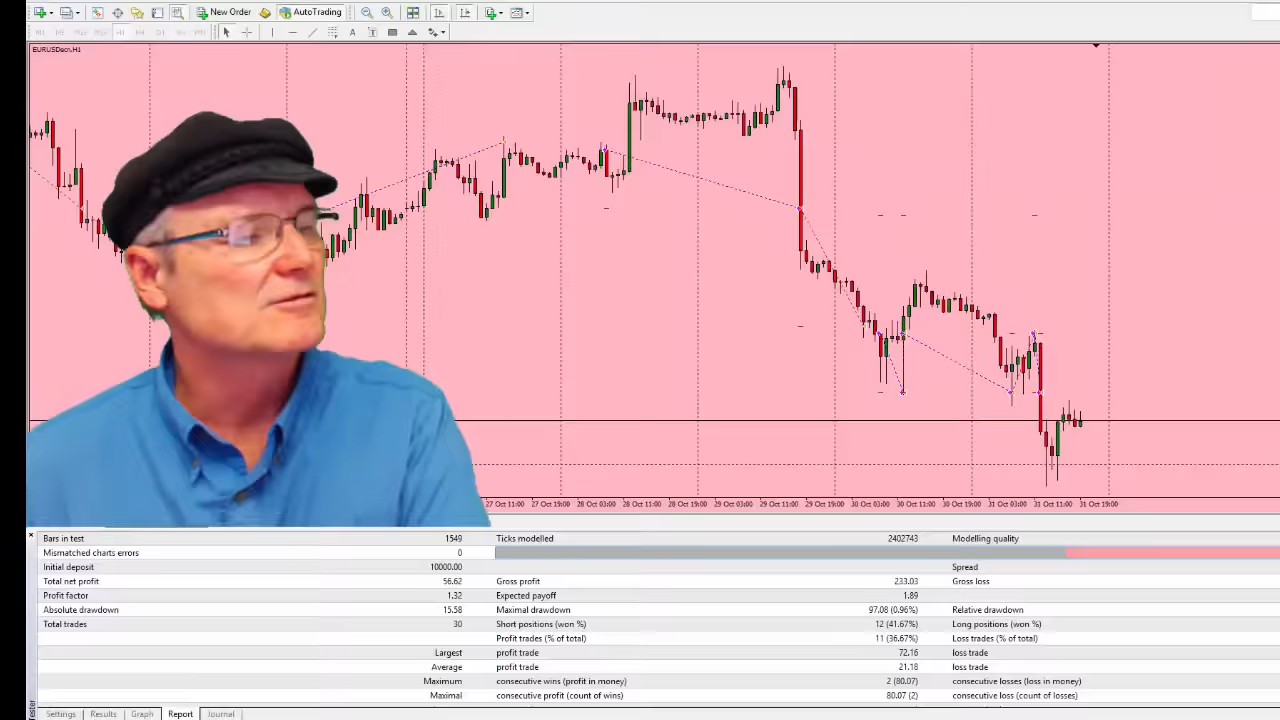 New Order AutoTrading
EURUSDecn,H1
27 Oct 11:00 27 Oct 19:00 28 Oct 03:00 28 Oct 11:00 28 Oct 19:00 29 Oct 03:00 29 Oct 11:00 29 Oct 19:00 30 Oct 03:00 30 Oct 11:00 30 Oct 19:00 31 Oct 03:00 31 Oct 11:00 31 Oct 19:00
Bars in test 1549 Ticks modelled 2402743 Modelling quality
Mismatched charts errors 0
Initial deposit 10000.00 Spread
Total net profit 56.62 Gross profit 233.03 Gross loss
Profit factor 1.32 Expected payoff 1.89
Absolute drawdown 15.58 Maximal drawdown 97.08 (0.96%) Relative drawdown
Total trades 30 Short positions (won %) 12 (41.67%) Long positions (won %)
Profit trades (% of total) 11 (36.67%) Loss trades (% of total)
Largest profit trade 72.16 loss trade
Average profit trade 21.18 loss trade
Maximum consecutive wins (profit in money) 2 (80.07) consecutive losses (loss in money)
Maximal consecutive profit (count of wins) 80.07 (2) consecutive loss (count of losses)
Settings Results Graph Report Journal